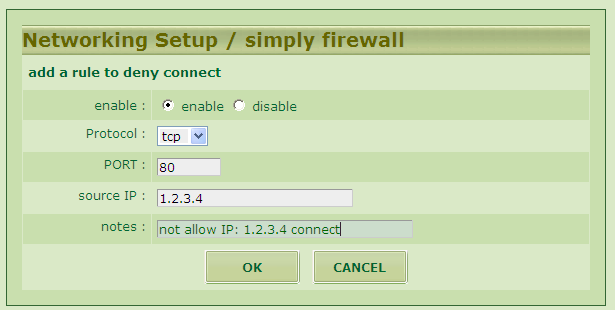 Networking Setup / simply firewall
add a rule to deny connect
enable : enable disable
Protocol : tcp
PORT : 80
source IP : 1.2.3.4
notes : not allow IP: 1.2.3.4 connect
OK CANCEL